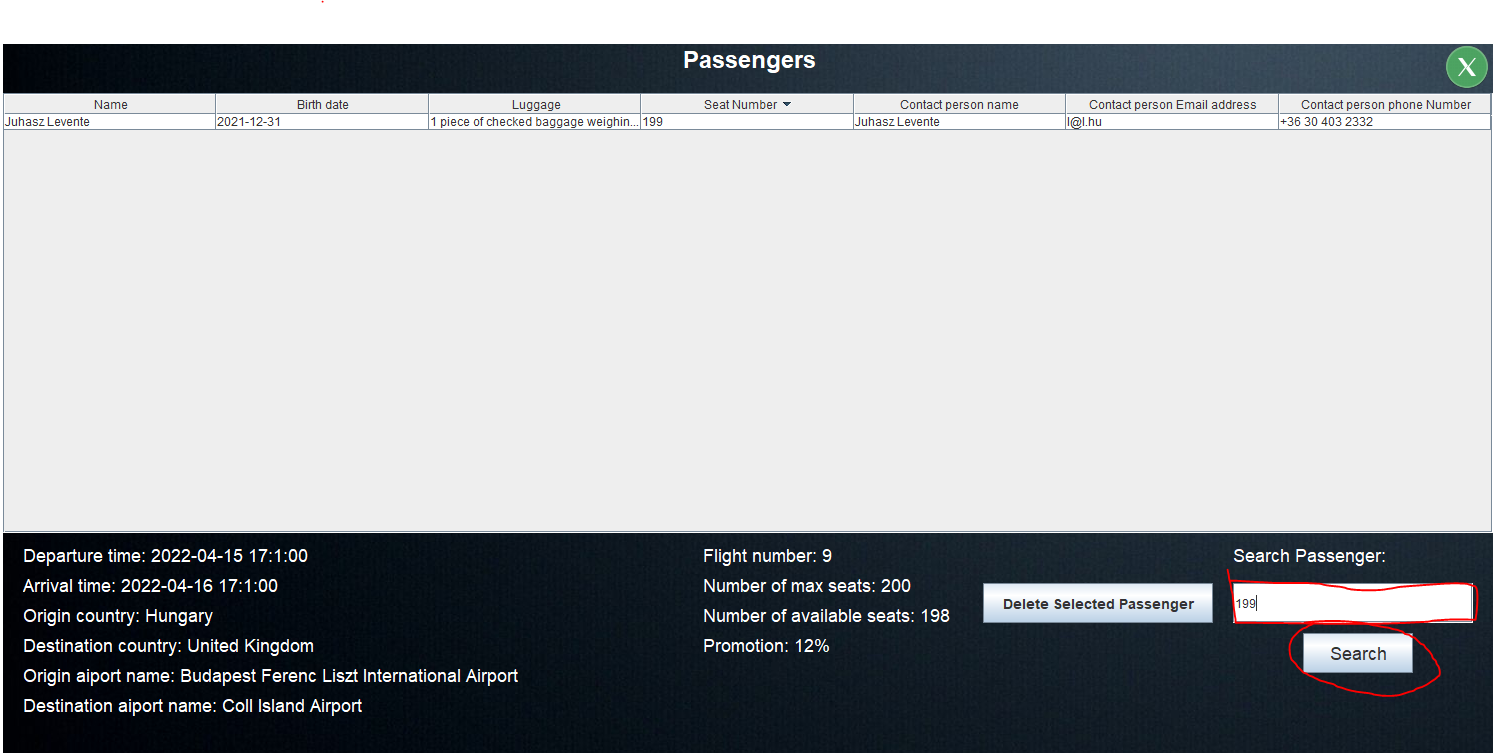 Passengers
X
Name Birth date Luggage Seat Number Contact person name Contact person Email address Contact person phone Number
Juhasz Levente 2021-12-31 1 piece of checked baggage weighin... 199 Juhasz Levente l@l.hu +36 30 403 2332
Departure time: 2022-04-15 17:1:00
Arrival time: 2022-04-16 17:1:00
Origin country: Hungary
Destination country: United Kingdom
Origin aiport name: Budapest Ferenc Liszt International Airport
Destination aiport name: Coll Island Airport
Flight number: 9
Number of max seats: 200
Number of available seats: 198
Promotion: 12%
Delete Selected Passenger
Search Passenger:
199
Search